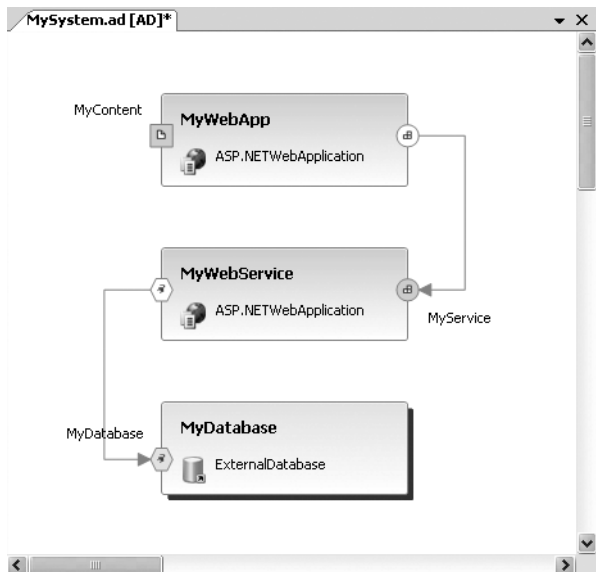 MySystem.ad [AD]*
MyContent
MyWebApp
ASP.NETWebApplication
MyWebService
ASP.NETWebApplication
MyService
MyDatabase
MyDatabase
ExternalDatabase